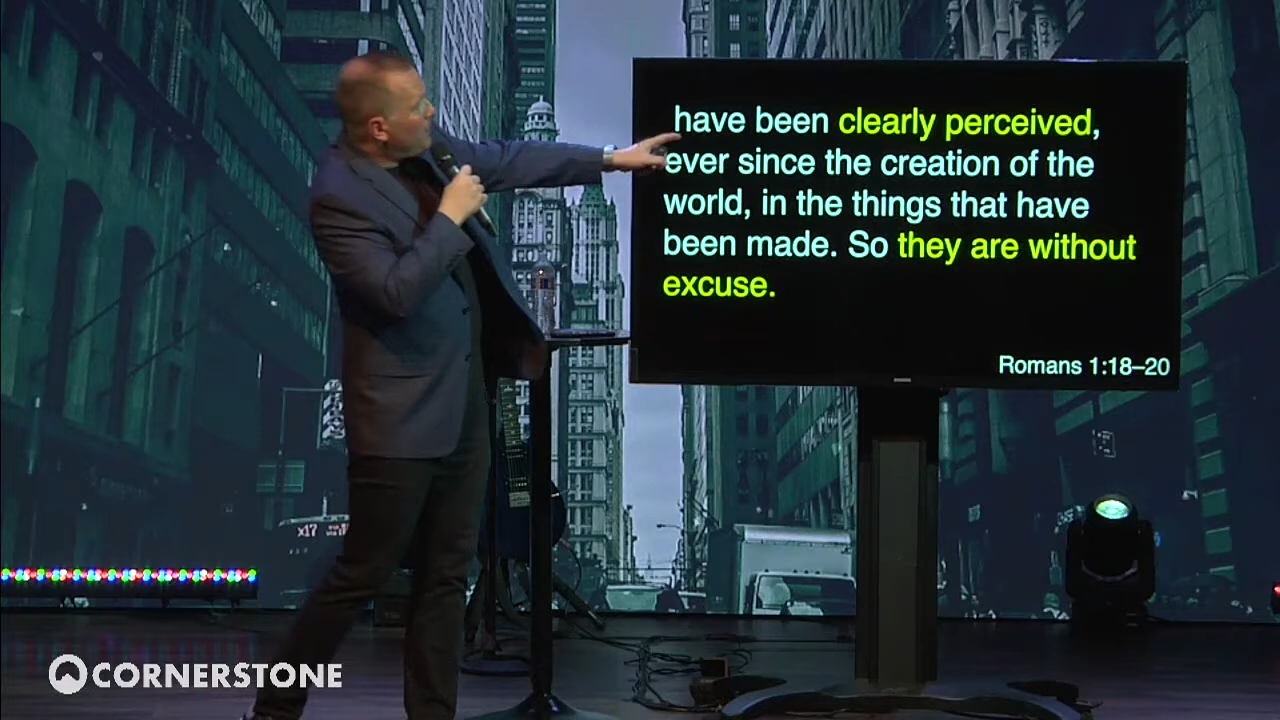 have been clearly perceived,
ever since the creation of the
world, in the things that have
been made. So they are without
excuse.
Romans 1:18–20
x17
CORNERSTONE